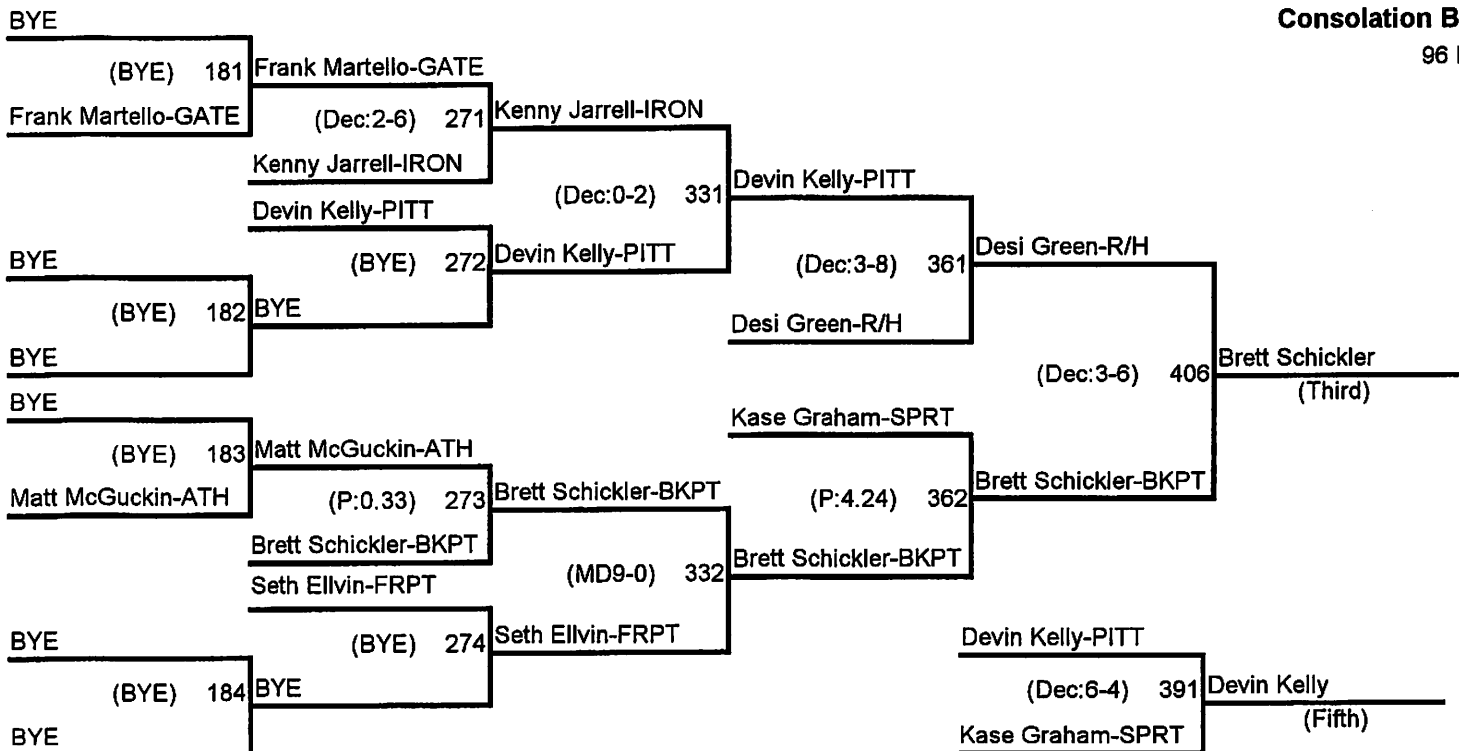 BYE
Consolation B
96
(BYE) 181 Frank Martello-GATE
Frank Martello-GATE
(Dec:2-6) 271 Kenny Jarrell-IRON
Kenny Jarrell-IRON
(Dec:0-2) 331 Devin Kelly-PITT
Devin Kelly-PITT
BYE
(BYE) 272 Devin Kelly-PITT
(Dec:3-8) 361 Desi Green-R/H
(BYE) 182 BYE
Desi Green-R/H
BYE
(Dec:3-6) 406 Brett Schickler
(Third)
BYE
Kase Graham-SPRT
(BYE) 183 Matt McGuckin-ATH
Matt McGuckin-ATH
(P:0.33) 273 Brett Schickler-BKPT
(P:4.24) 362 Brett Schickler-BKPT
Brett Schickler-BKPT
(MD9-0) 332 Brett Schickler-BKPT
Seth Ellvin-FRPT
BYE
(BYE) 274 Seth Ellvin-FRPT
Devin Kelly-PITT
(BYE) 184 BYE
(Dec:6-4) 391 Devin Kelly
(Fifth)
BYE
Kase Graham-SPRT